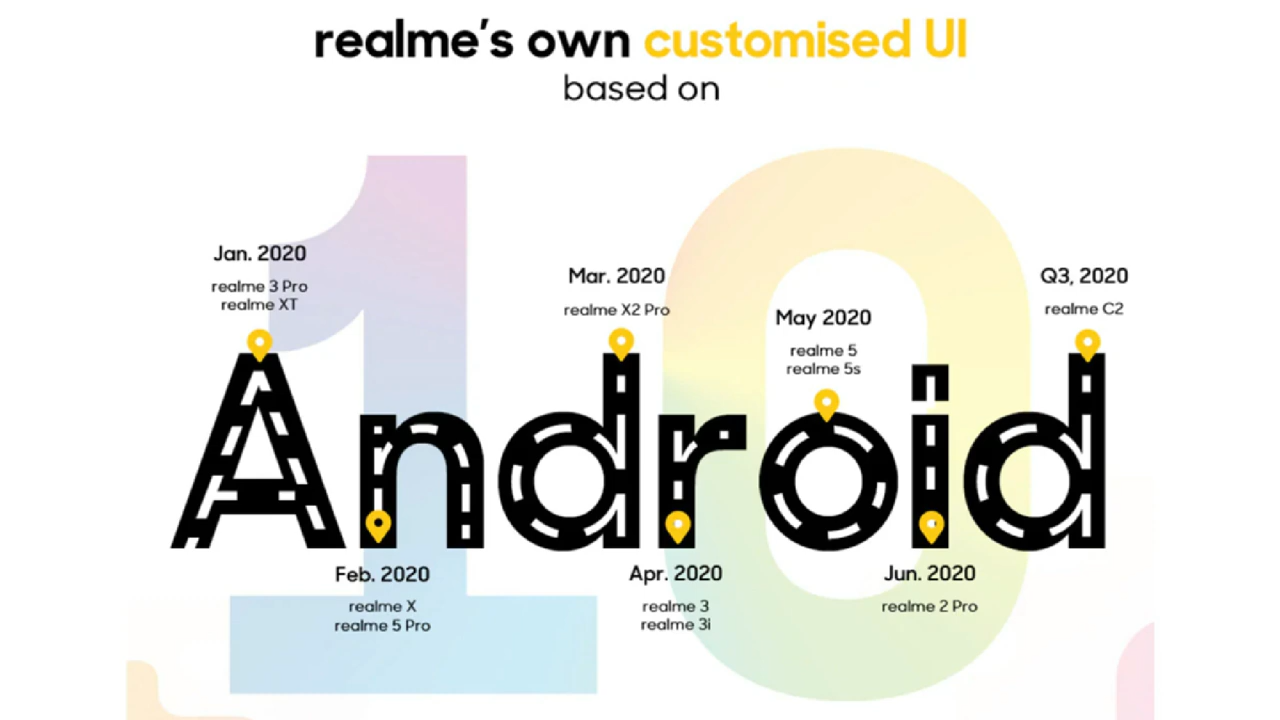 realme's own customised UI
based on
10
Jan. 2020
realme 3 Pro
realme XT
Mar. 2020
realme X2 Pro
May 2020
realme 5
realme 5s
Q3, 2020
realme C2
Android
Feb. 2020
realme X
realme 5 Pro
Apr. 2020
realme 3
realme 3i
Jun. 2020
realme 2 Pro